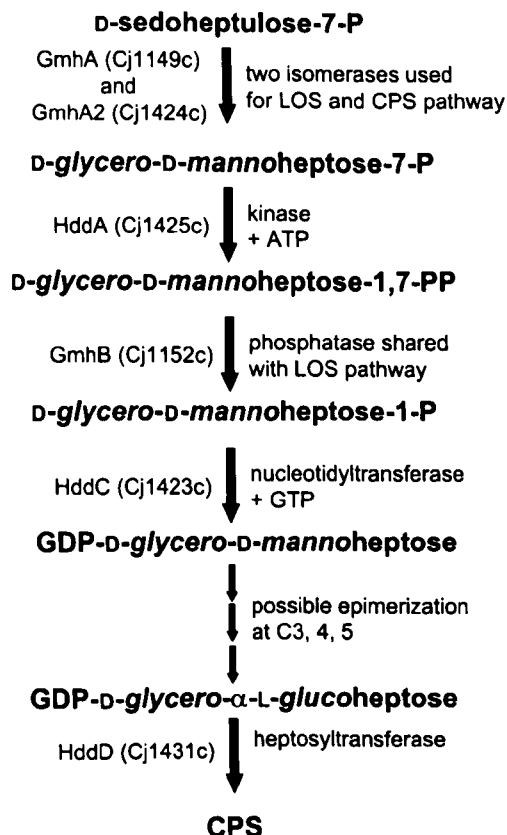 D-sedoheptulose-7-P
GmhA (Cj1149c)
and
GmhA2 (Cj1424c)
two isomerases used
for LOS and CPS pathway
D-glycero-D-mannoheptose-7-P
HddA (Cj1425c)
kinase
+ ATP
D-glycero-D-mannoheptose-1,7-PP
GmhB (Cj1152c)
phosphatase shared
with LOS pathway
D-glycero-D-mannoheptose-1-P
HddC (Cj1423c)
nucleotidyltransferase
+ GTP
GDP-D-glycero-D-mannoheptose
possible epimerization
at C3, 4, 5
GDP-D-glycero-α-L-glucoheptose
HddD (Cj1431c)
heptosyltransferase
CPS